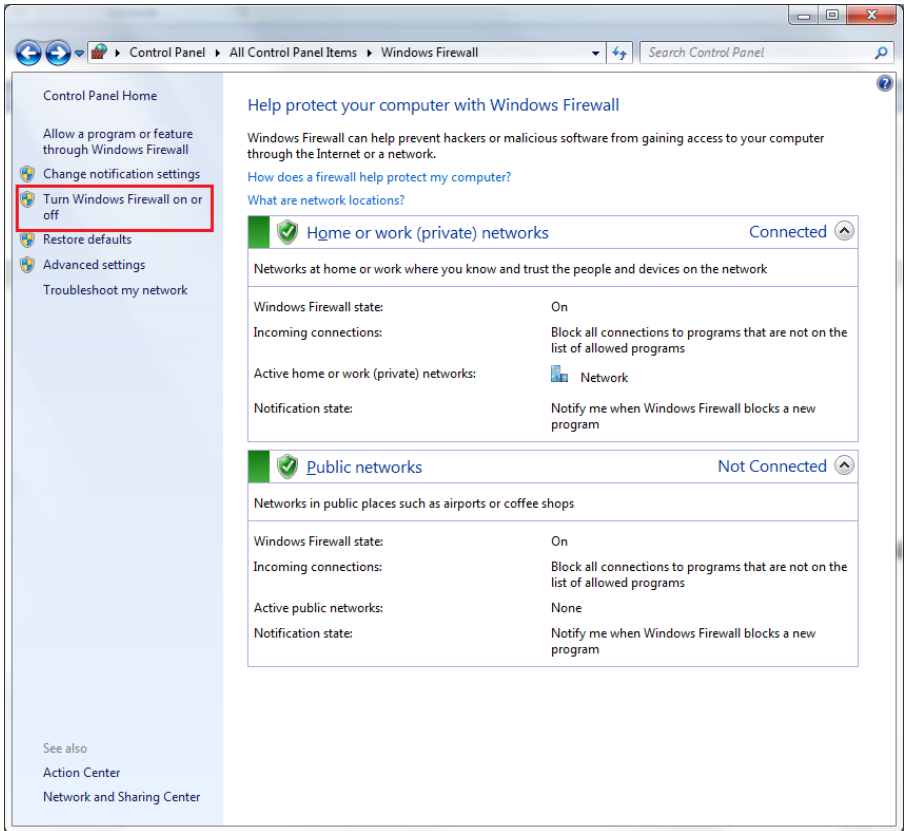 Control Panel ▸ All Control Panel Items ▸ Windows Firewall
Search Control Panel
Control Panel Home
Allow a program or feature
through Windows Firewall
Change notification settings
Turn Windows Firewall on or
off
Restore defaults
Advanced settings
Troubleshoot my network
See also
Action Center
Network and Sharing Center
Help protect your computer with Windows Firewall
Windows Firewall can help prevent hackers or malicious software from gaining access to your computer
through the Internet or a network.
How does a firewall help protect my computer?
What are network locations?
Home or work (private) networks Connected
Networks at home or work where you know and trust the people and devices on the network
Windows Firewall state: On
Incoming connections: Block all connections to programs that are not on the
list of allowed programs
Active home or work (private) networks: Network
Notification state: Notify me when Windows Firewall blocks a new
program
Public networks Not Connected
Networks in public places such as airports or coffee shops
Windows Firewall state: On
Incoming connections: Block all connections to programs that are not on the
list of allowed programs
Active public networks: None
Notification state: Notify me when Windows Firewall blocks a new
program